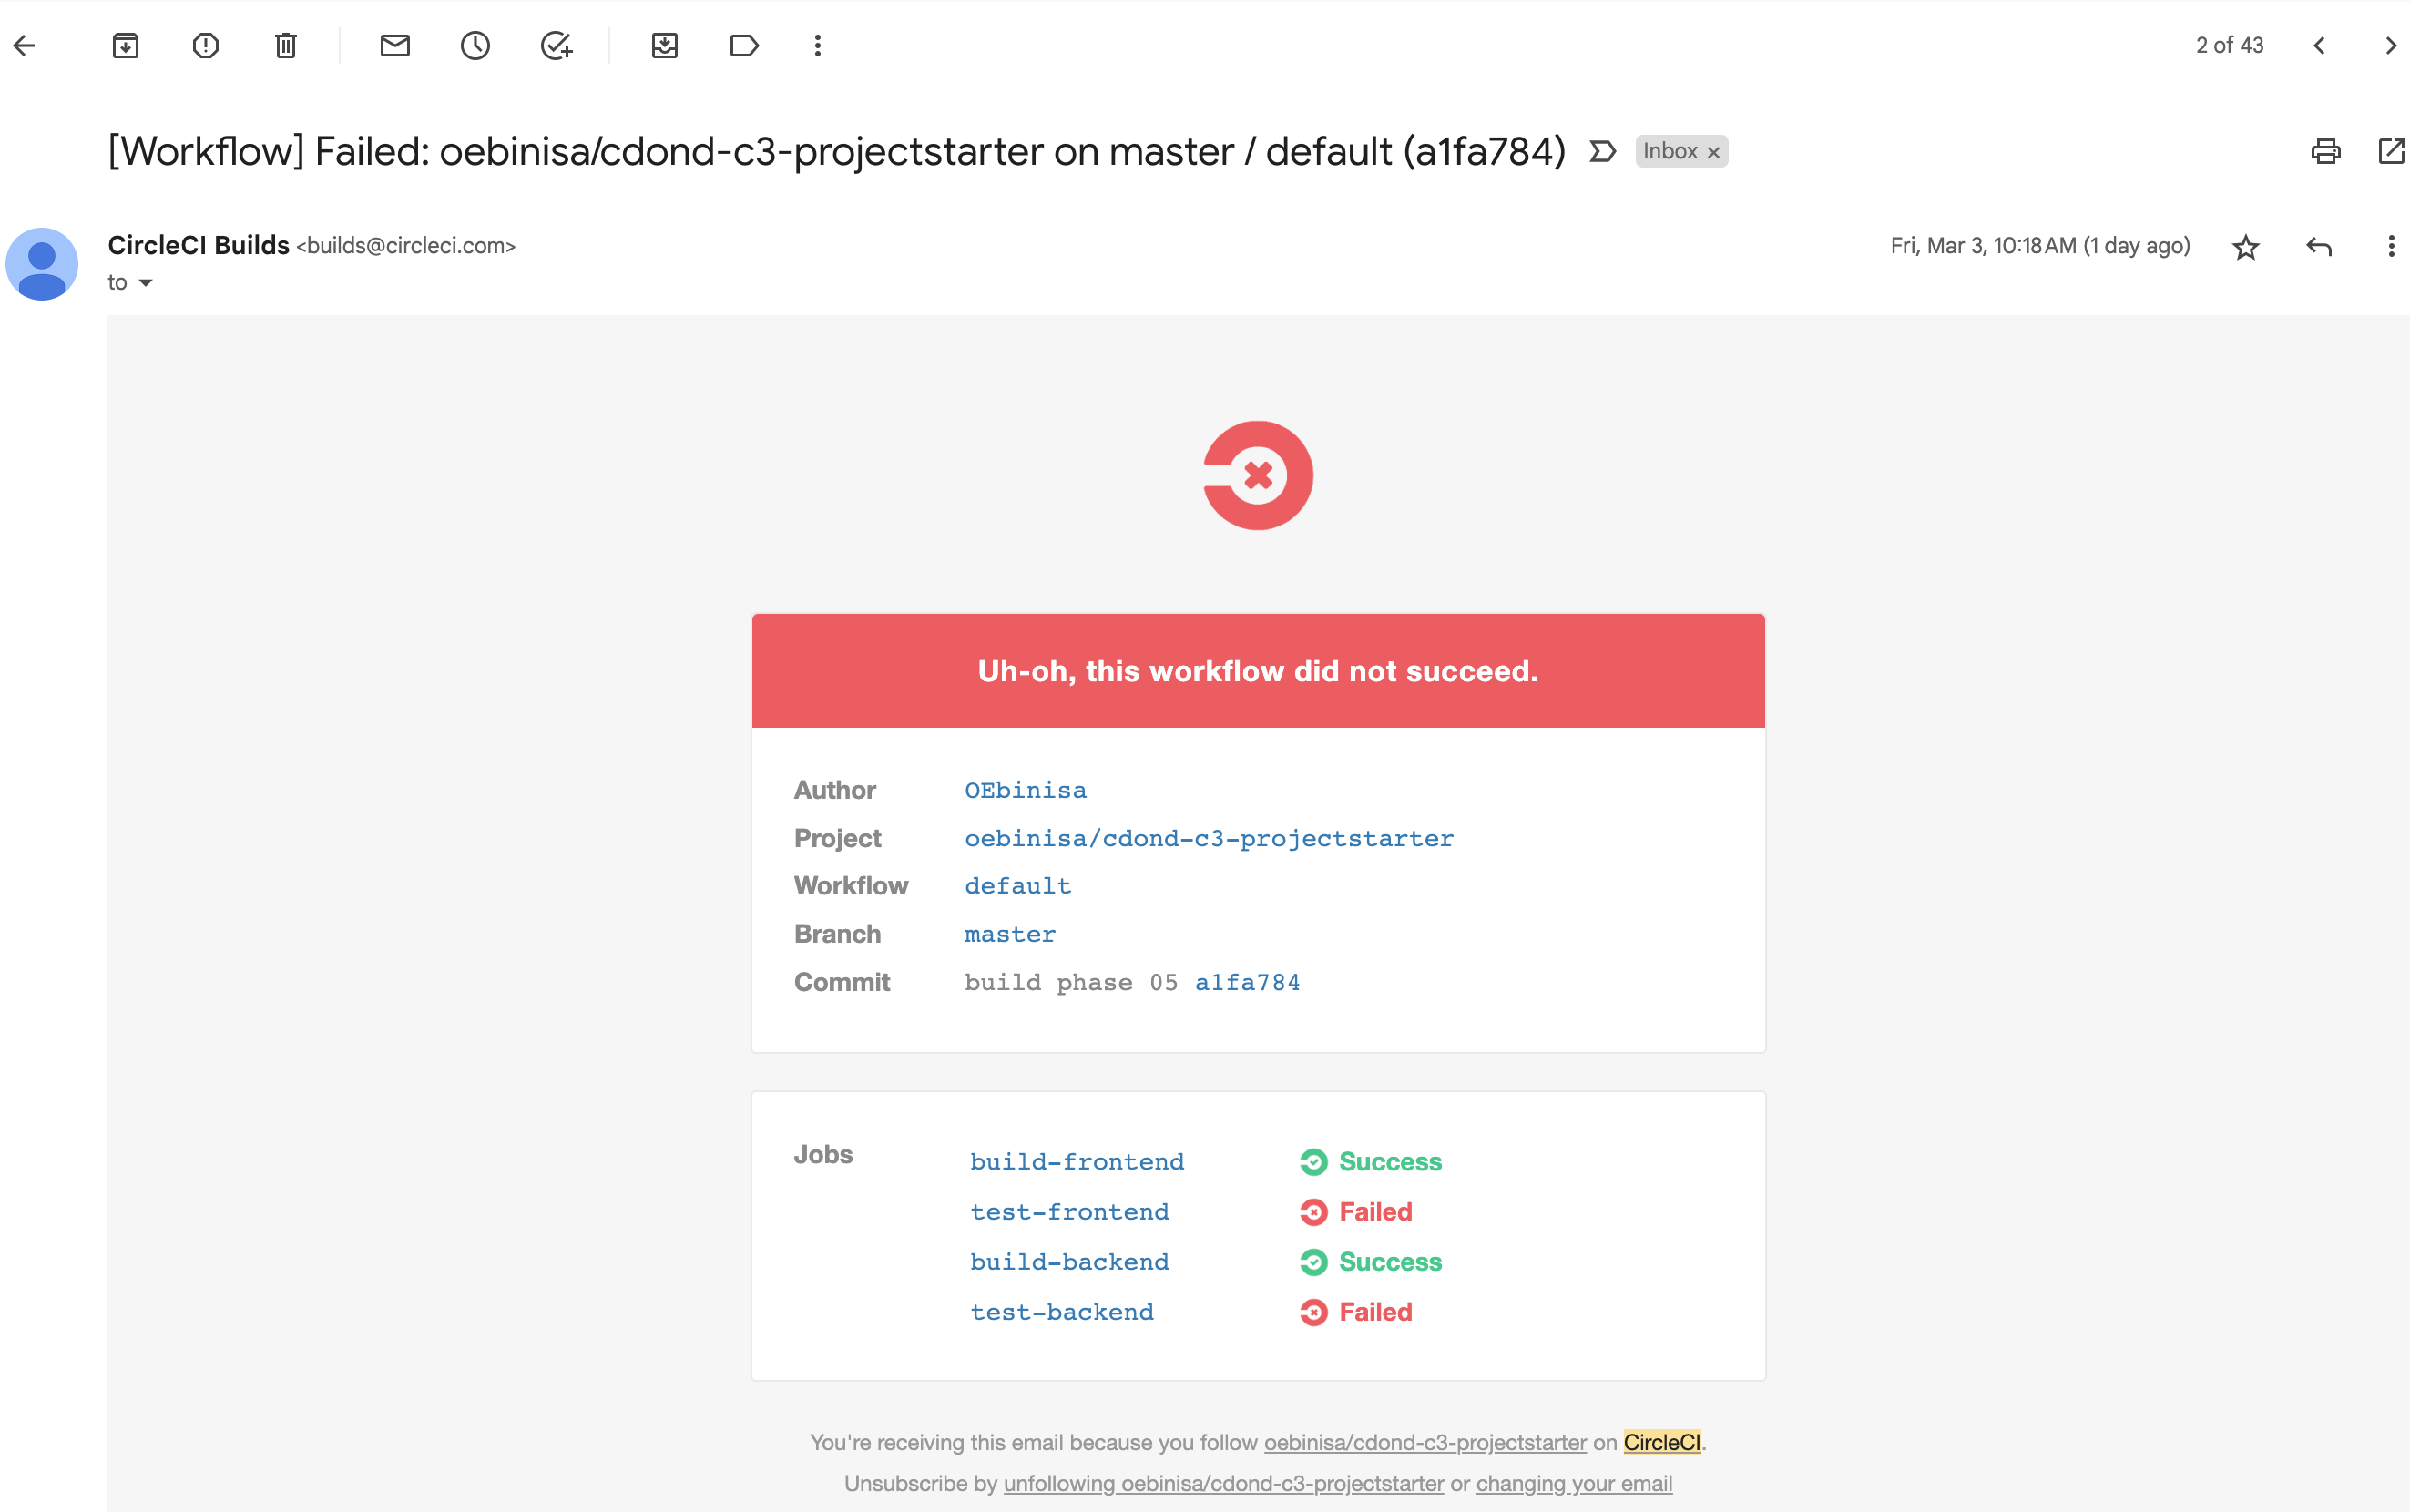 2 of 43
[Workflow] Failed: oebinisa/cdond-c3-projectstarter on master / default (a1fa784) Inbox ×
CircleCI Builds <builds@circleci.com> Fri, Mar 3, 10:18 AM (1 day ago)
to
Uh-oh, this workflow did not succeed.
Author OEbinisa
Project oebinisa/cdond-c3-projectstarter
Workflow default
Branch master
Commit build phase 05 a1fa784
Jobs build-frontend Success
test-frontend Failed
build-backend Success
test-backend Failed
You're receiving this email because you follow oebinisa/cdond-c3-projectstarter on CircleCI.
Unsubscribe by unfollowing oebinisa/cdond-c3-projectstarter or changing your email